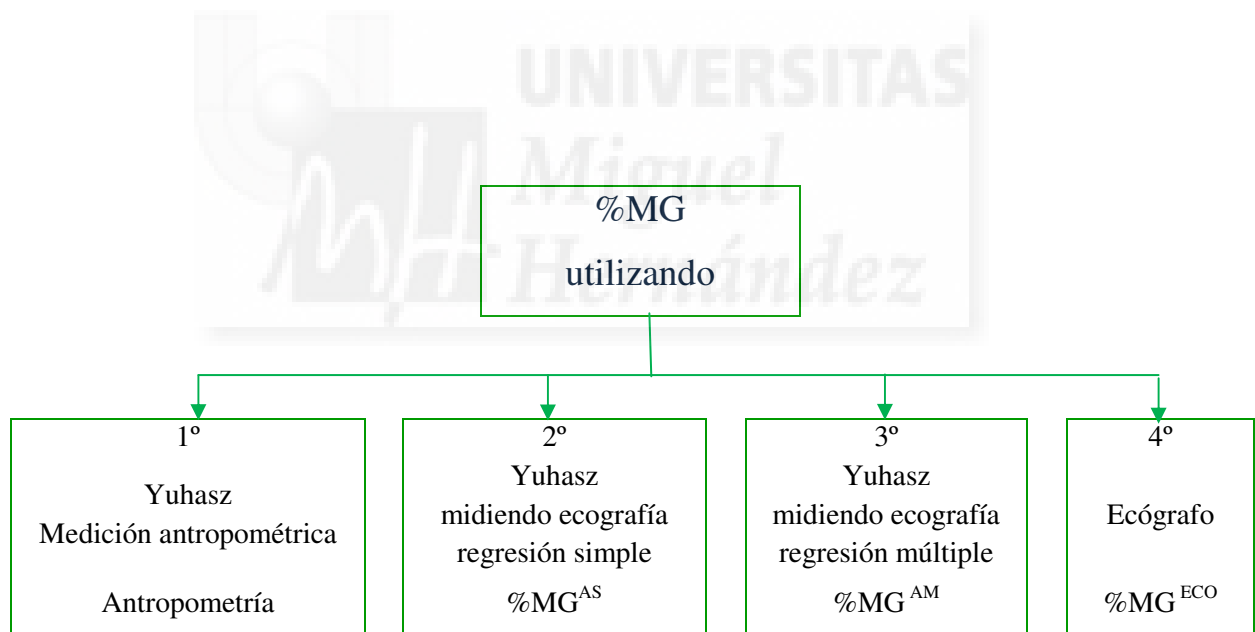 UNIVERSITAS
Miguel
Hernández
%MG
utilizando
1º
Yuhasz
Medición antropométrica
Antropometría
2º
Yuhasz
midiendo ecografía
regresión simple
%MG^AS
3º
Yuhasz
midiendo ecografía
regresión múltiple
%MG ^AM
4º
Ecógrafo
%MG ^ECO